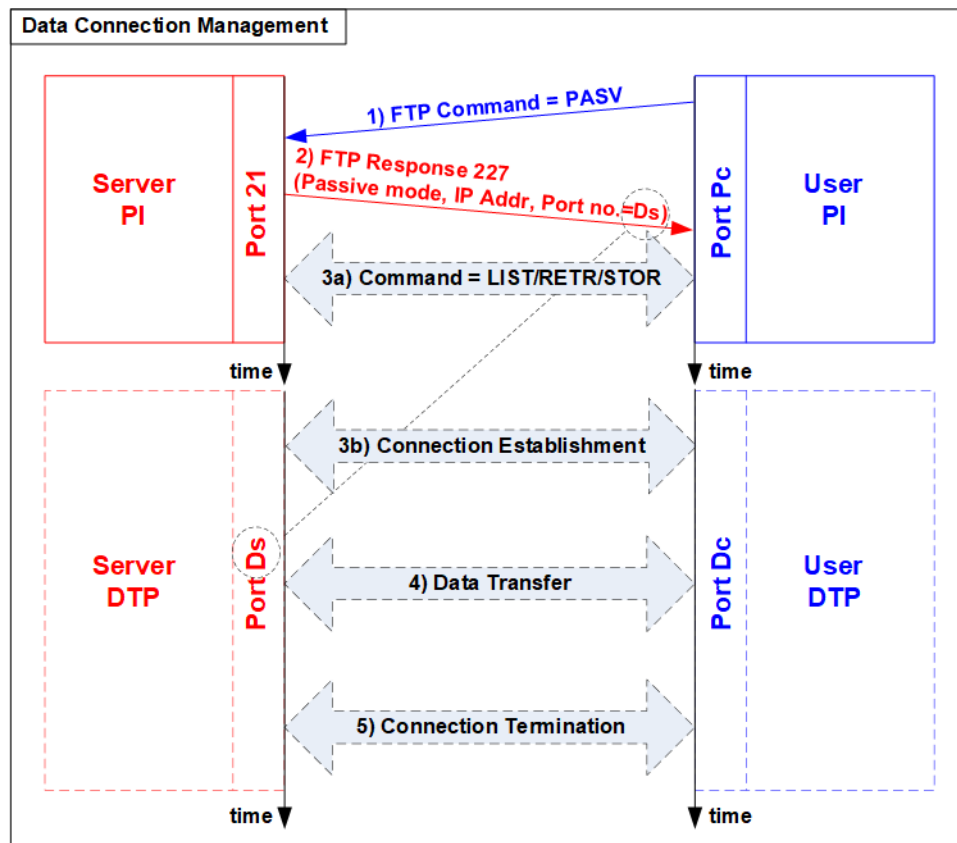 Data Connection Management
1) FTP Command = PASV
2) FTP Response 227
(Passive mode, IP Addr, Port no.=Ds)
Server
PI
Port 21
Port Pc
User
PI
3a) Command = LIST/RETR/STOR
time
time
3b) Connection Establishment
Server
DTP
Port Ds
4) Data Transfer
Port Dc
User
DTP
5) Connection Termination
time
time